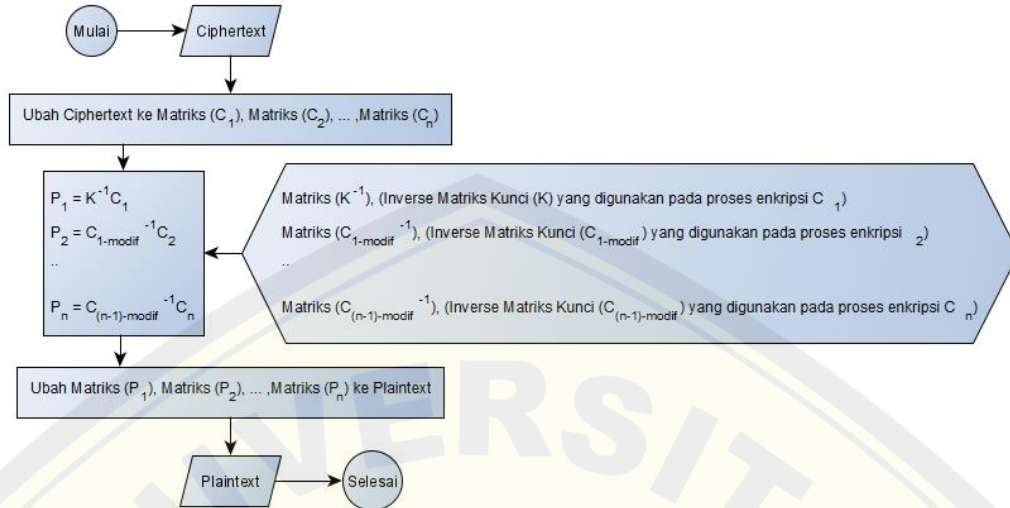 Mulai
Ciphertext
Ubah Ciphertext ke Matriks (C₁), Matriks (C₂), ... ,Matriks (Cₙ)
P₁ = K⁻¹C₁
P₂ = C₁₋modif⁻¹C₂
..
Pₙ = C₍ₙ₋₁₎₋modif⁻¹Cₙ
Matriks (K⁻¹), (Inverse Matriks Kunci (K) yang digunakan pada proses enkripsi C ₁)
Matriks (C₁₋modif⁻¹), (Inverse Matriks Kunci (C₁₋modif) yang digunakan pada proses enkripsi ₂)
..
Matriks (C₍ₙ₋₁₎₋modif⁻¹), (Inverse Matriks Kunci (C₍ₙ₋₁₎₋modif) yang digunakan pada proses enkripsi C ₙ)
Ubah Matriks (P₁), Matriks (P₂), ... ,Matriks (Pₙ) ke Plaintext
Plaintext
Selesai
IVERSIT